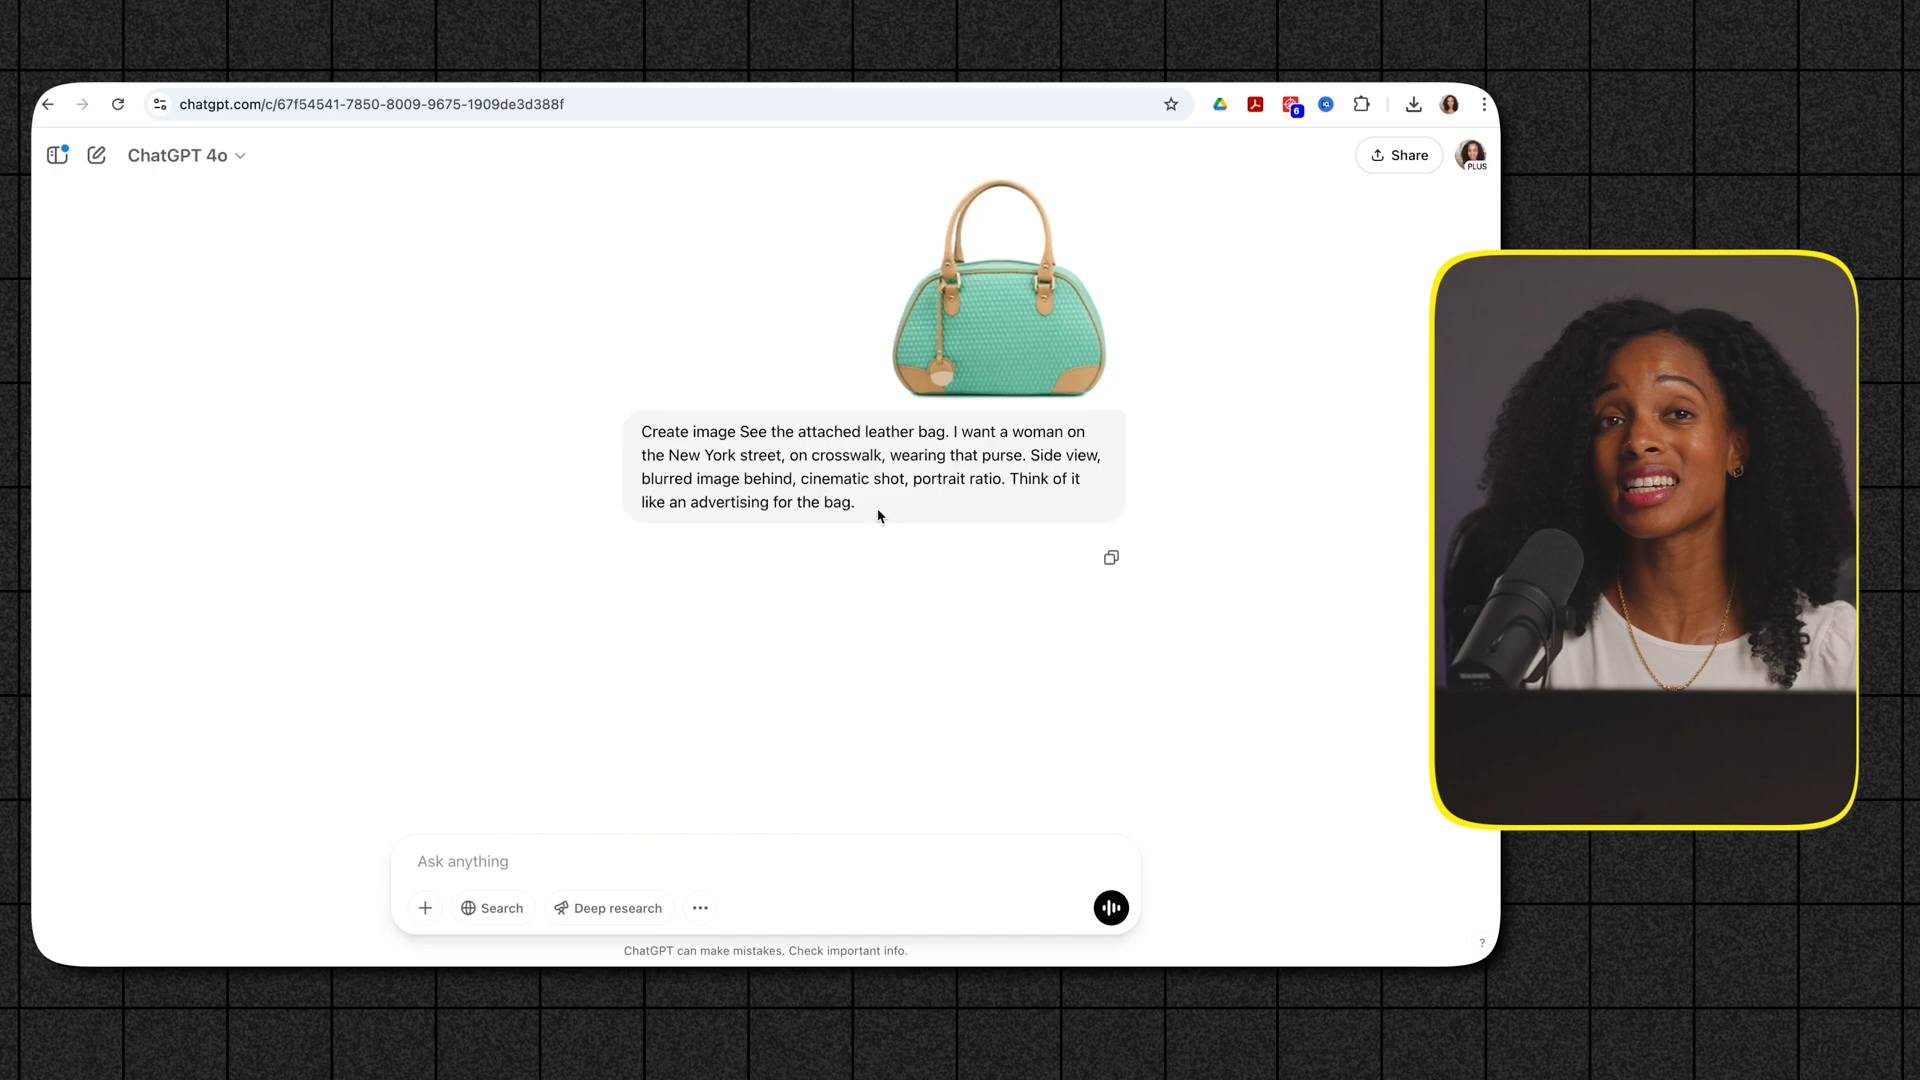 chatgpt.com/c/67f54541-7850-8009-9675-1909de3d388f
6
IQ
ChatGPT 4o
Share
PLUS
Create image See the attached leather bag. I want a woman on
the New York street, on crosswalk, wearing that purse. Side view,
blurred image behind, cinematic shot, portrait ratio. Think of it
like an advertising for the bag.
Ask anything
Search
Deep research
ChatGPT can make mistakes. Check important info.
?